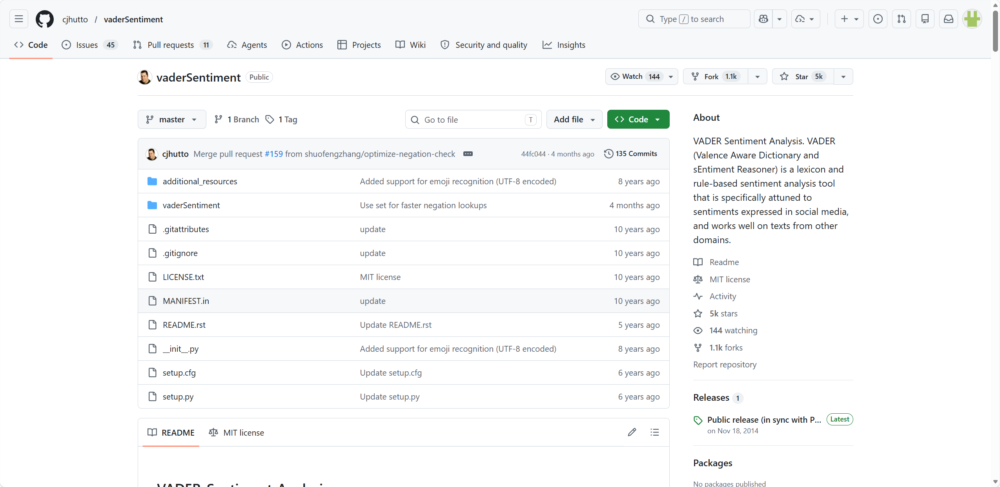 cjhutto / vaderSentiment
Type / to search
Code
Issues 45
Pull requests 11
Agents
Actions
Projects
Wiki
Security and quality
Insights
vaderSentiment Public
Watch 144
Fork 1.1k
Star 5k
master
1 Branch
1 Tag
Go to file T
Add file
Code
cjhutto Merge pull request #159 from shuofengzhang/optimize-negation-check
44fc044 · 4 months ago
135 Commits
additional_resources Added support for emoji recognition (UTF-8 encoded) 8 years ago
vaderSentiment Use set for faster negation lookups 4 months ago
.gitattributes update 10 years ago
.gitignore update 10 years ago
LICENSE.txt MIT license 10 years ago
MANIFEST.in update 10 years ago
README.rst Update README.rst 5 years ago
__init__.py Added support for emoji recognition (UTF-8 encoded) 8 years ago
setup.cfg Update setup.cfg 6 years ago
setup.py Update setup.py 6 years ago
README
MIT license
VADER-Sentiment-Analysis
About
VADER Sentiment Analysis. VADER
(Valence Aware Dictionary and
sEntiment Reasoner) is a lexicon and
rule-based sentiment analysis tool
that is specifically attuned to
sentiments expressed in social media,
and works well on texts from other
domains.
Readme
MIT license
Activity
5k stars
144 watching
1.1k forks
Report repository
Releases 1
Public release (in sync with P... Latest
on Nov 18, 2014
Packages
No packages published